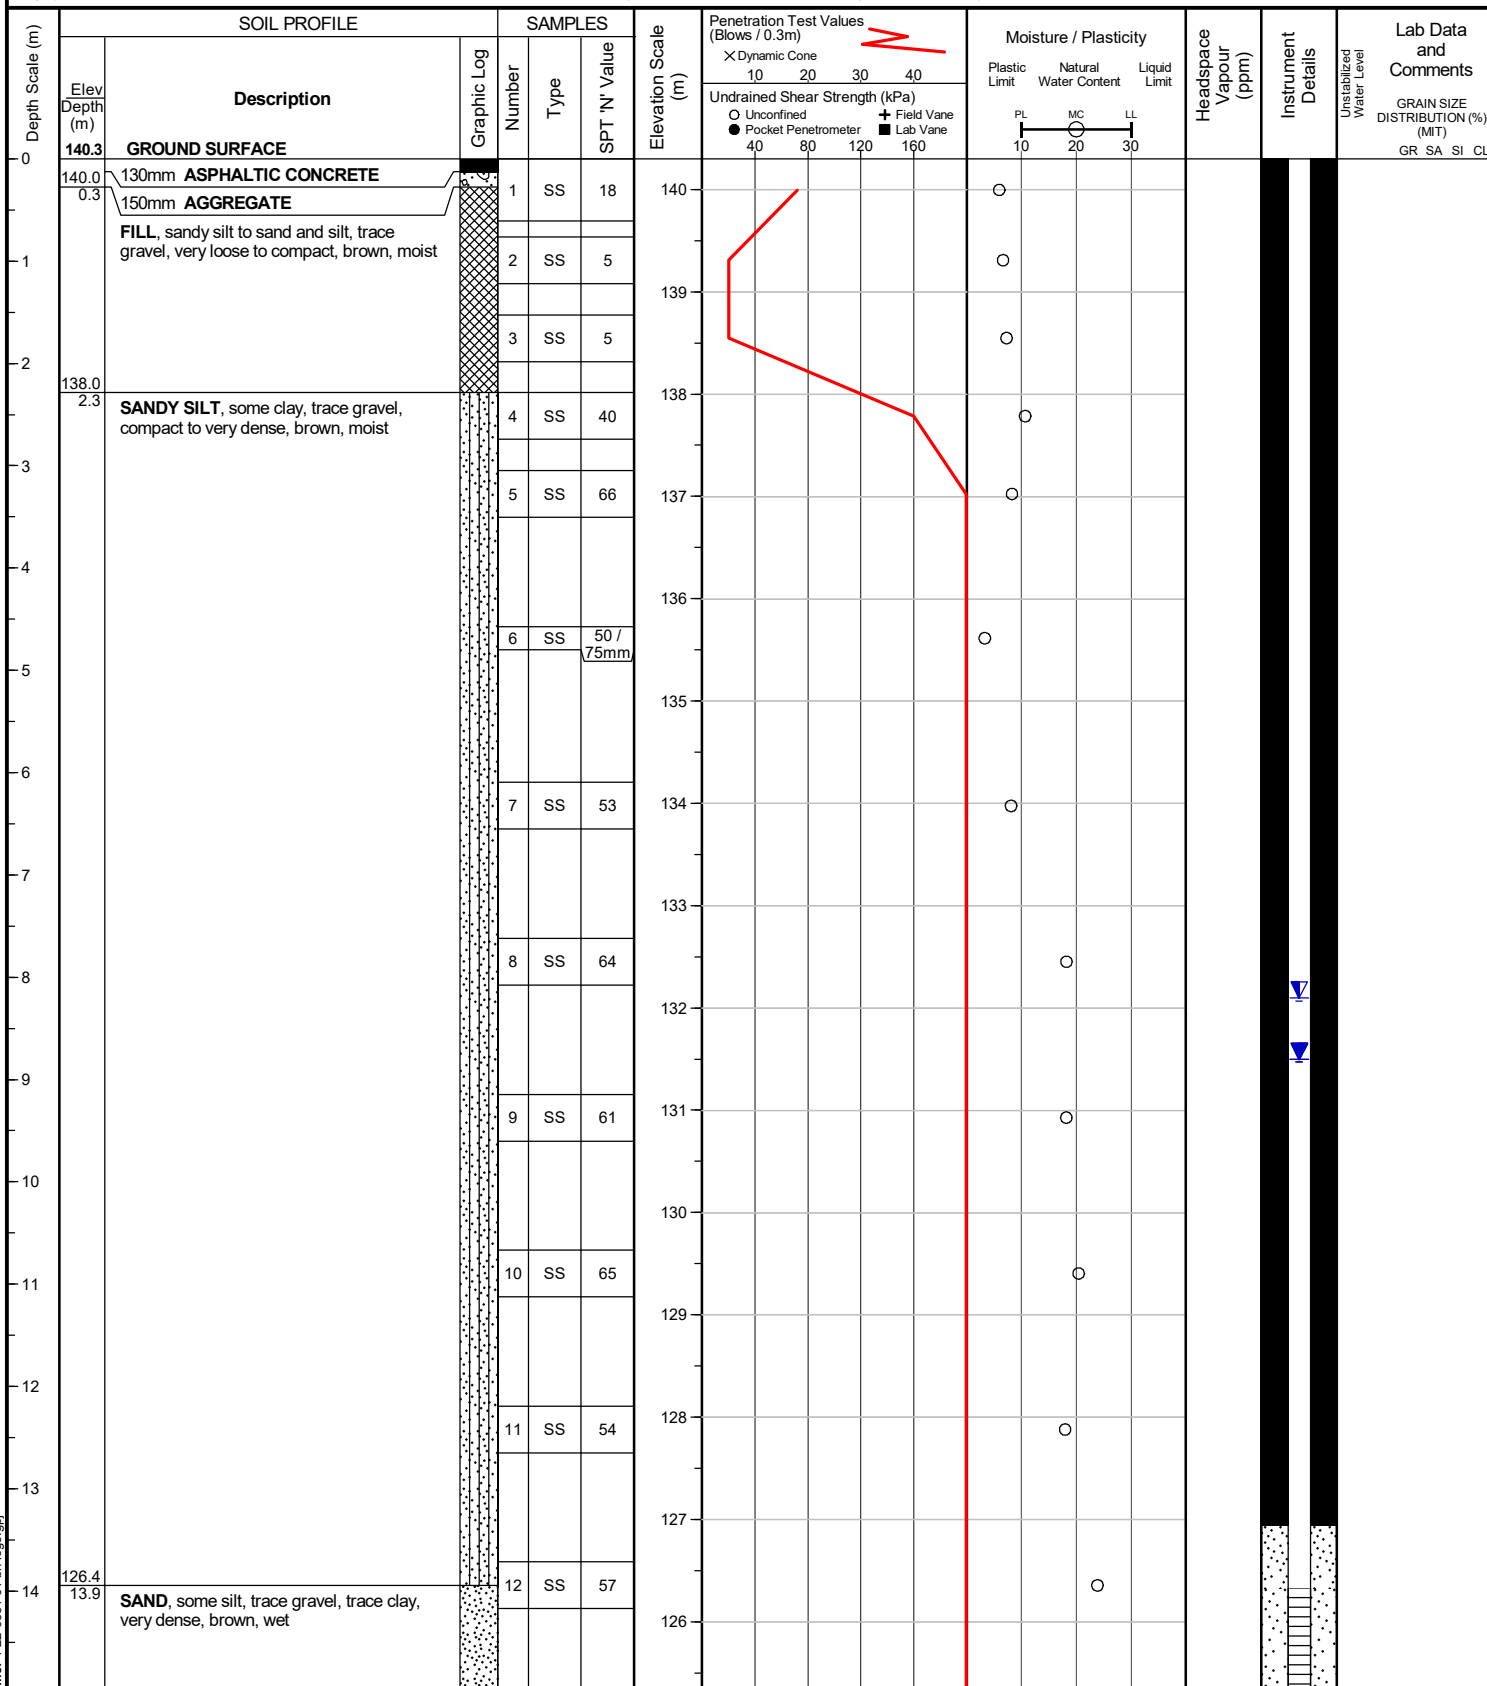 SOIL PROFILE
SAMPLES
Depth Scale (m)
Elev
Depth
(m)
Description
Graphic Log
Number
Type
SPT 'N' Value
Elevation Scale
(m)
Penetration Test Values
(Blows / 0.3m)
× Dynamic Cone
10 20 30 40
Undrained Shear Strength (kPa)
Unconfined
Field Vane
Pocket Penetrometer
Lab Vane
40 80 120 160
Moisture / Plasticity
Plastic
Limit
Natural
Water Content
Liquid
Limit
PL MC LL
10 20 30
Headspace
Vapour
(ppm)
Instrument
Details
Unstabilized
Water Level
Lab Data
and
Comments
GRAIN SIZE
DISTRIBUTION (%)
(MIT)
GR SA SI CL
140.3 GROUND SURFACE
0
140.0
0.3
130mm ASPHALTIC CONCRETE
150mm AGGREGATE
FILL, sandy silt to sand and silt, trace
gravel, very loose to compact, brown, moist
1 SS 18
140
1
2 SS 5
139
3 SS 5
2
138.0
2.3
138
SANDY SILT, some clay, trace gravel,
compact to very dense, brown, moist
4 SS 40
3
5 SS 66
137
4
136
6 SS 50 /
75mm
5
135
6
7 SS 53
134
7
133
8 SS 64
8
132
9
9 SS 61
131
10
130
10 SS 65
11
129
12
11 SS 54
128
13
127
126.4
13.9
12 SS 57
14
SAND, some silt, trace gravel, trace clay,
very dense, brown, wet
126